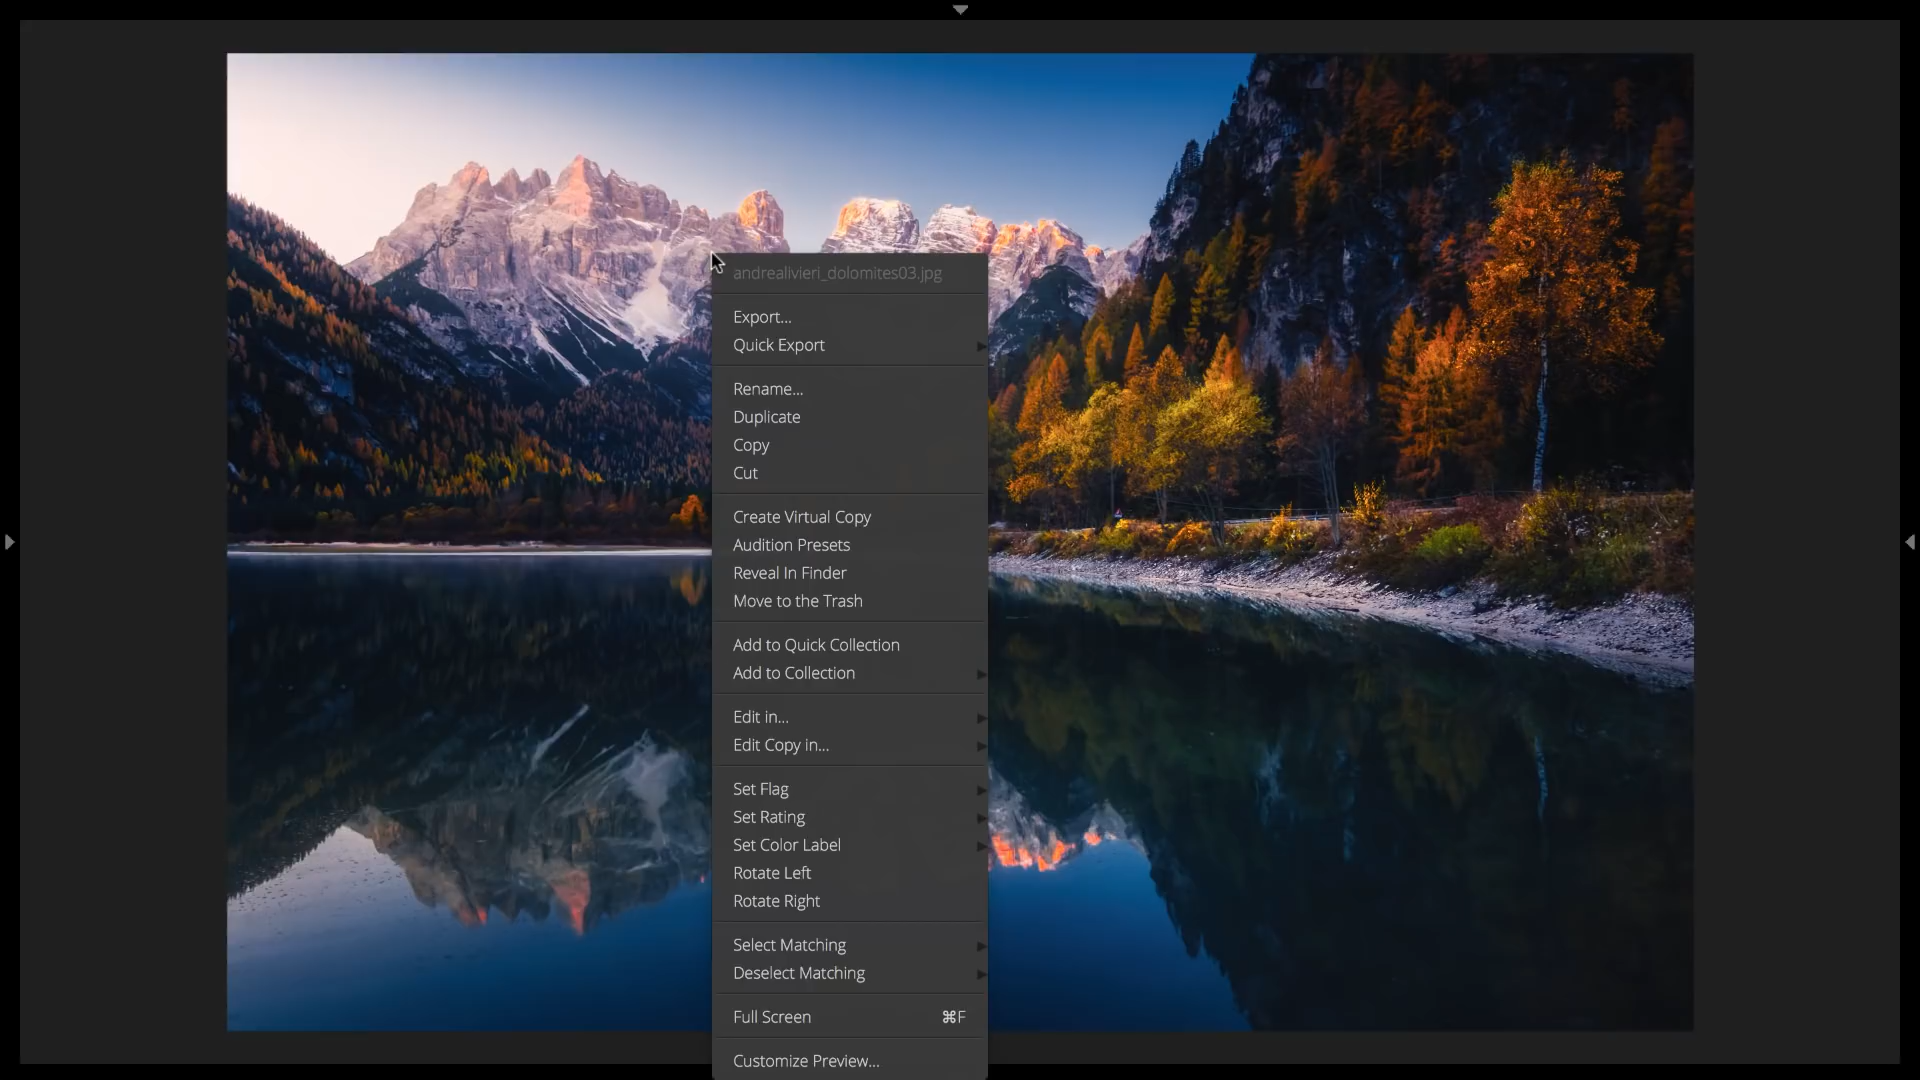 andrealivieri_dolomites03.jpg
Export...
Quick Export
Rename...
Duplicate
Copy
Cut
Create Virtual Copy
Audition Presets
Reveal In Finder
Move to the Trash
Add to Quick Collection
Add to Collection
Edit in...
Edit Copy in...
Set Flag
Set Rating
Set Color Label
Rotate Left
Rotate Right
Select Matching
Deselect Matching
Full Screen ⌘F
Customize Preview...